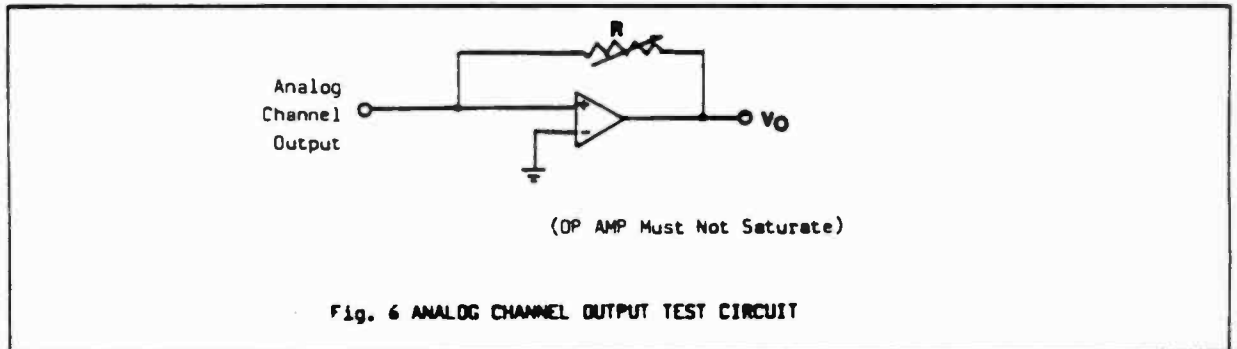 R
Analog
Channel
Output
+
-
VO
(OP AMP Must Not Saturate)
Fig. 6 ANALOG CHANNEL OUTPUT TEST CIRCUIT